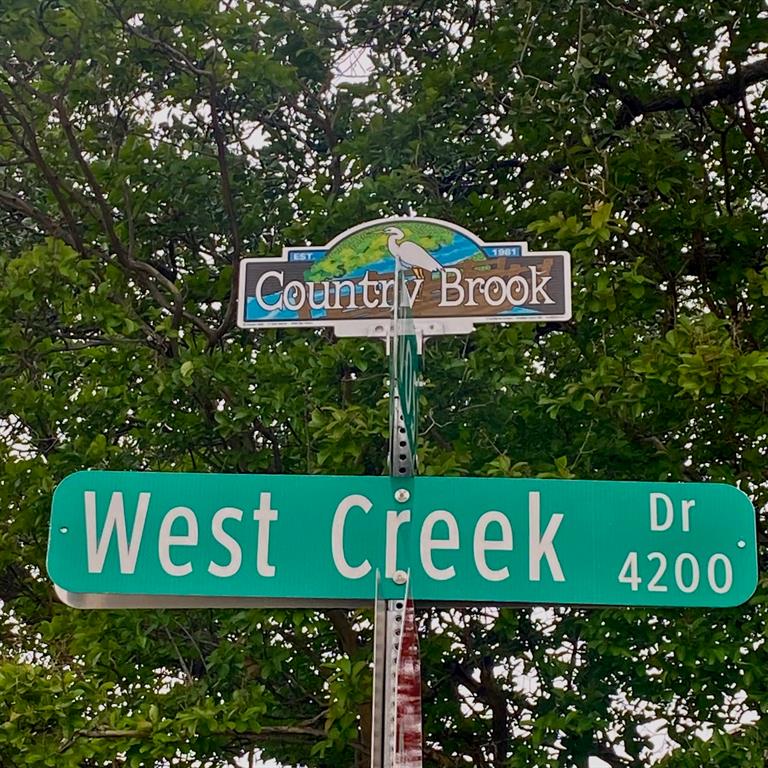 EST. 1981
Country Brook
West Creek Dr
4200